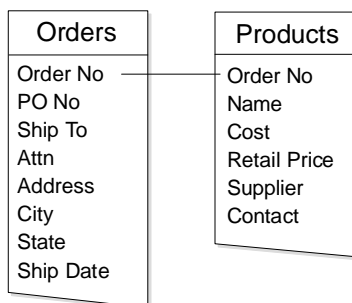 Orders
Order No
PO No
Ship To
Attn
Address
City
State
Ship Date
Products
Order No
Name
Cost
Retail Price
Supplier
Contact